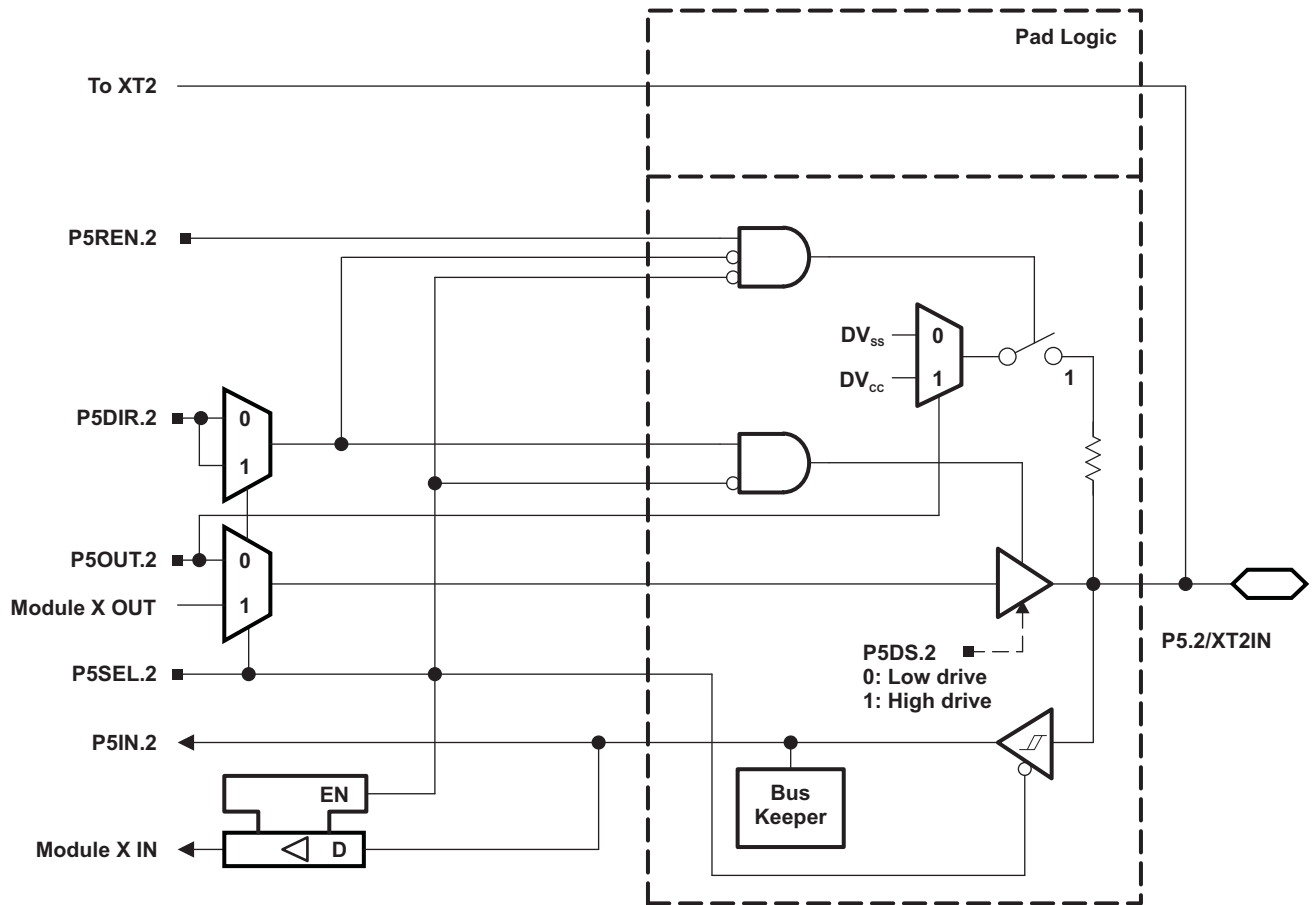 Pad Logic
To XT2
P5REN.2
DVSS
0
DVCC
1
1
P5DIR.2
0
1
P5OUT.2
0
Module X OUT
1
P5DS.2
0: Low drive
1: High drive
P5.2/XT2IN
P5SEL.2
P5IN.2
Bus
Keeper
EN
Module X IN
D